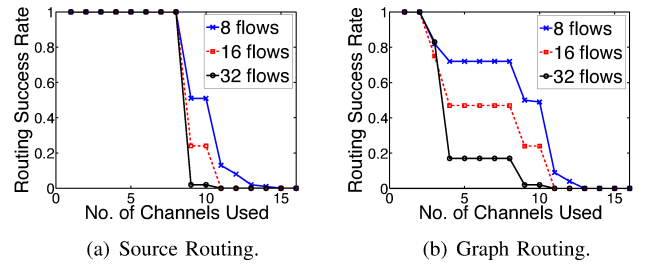 Routing Success Rate
1
0.8
0.6
0.4
0.2
0
0 5 10 15
No. of Channels Used
8 flows
16 flows
32 flows
(a) Source Routing.
Routing Success Rate
1
0.8
0.6
0.4
0.2
0
0 5 10 15
No. of Channels Used
8 flows
16 flows
32 flows
(b) Graph Routing.